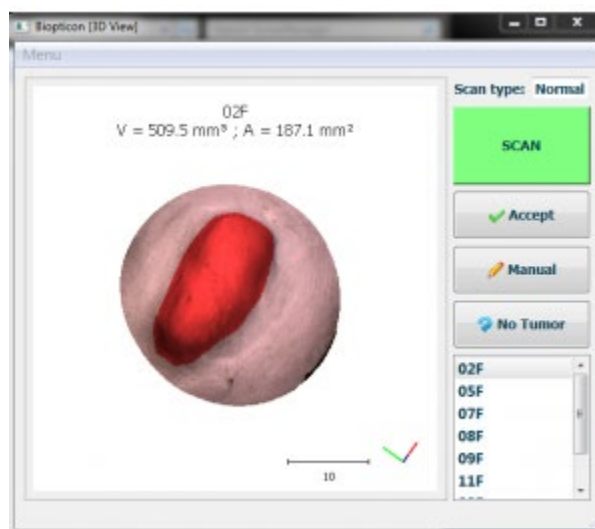 Biopticon [3D View]
Menu
Scan type: Normal
02F
V = 509.5 mm³ ; A = 187.1 mm²
SCAN
Accept
Manual
No Tumor
02F
05F
07F
08F
09F
11F
10